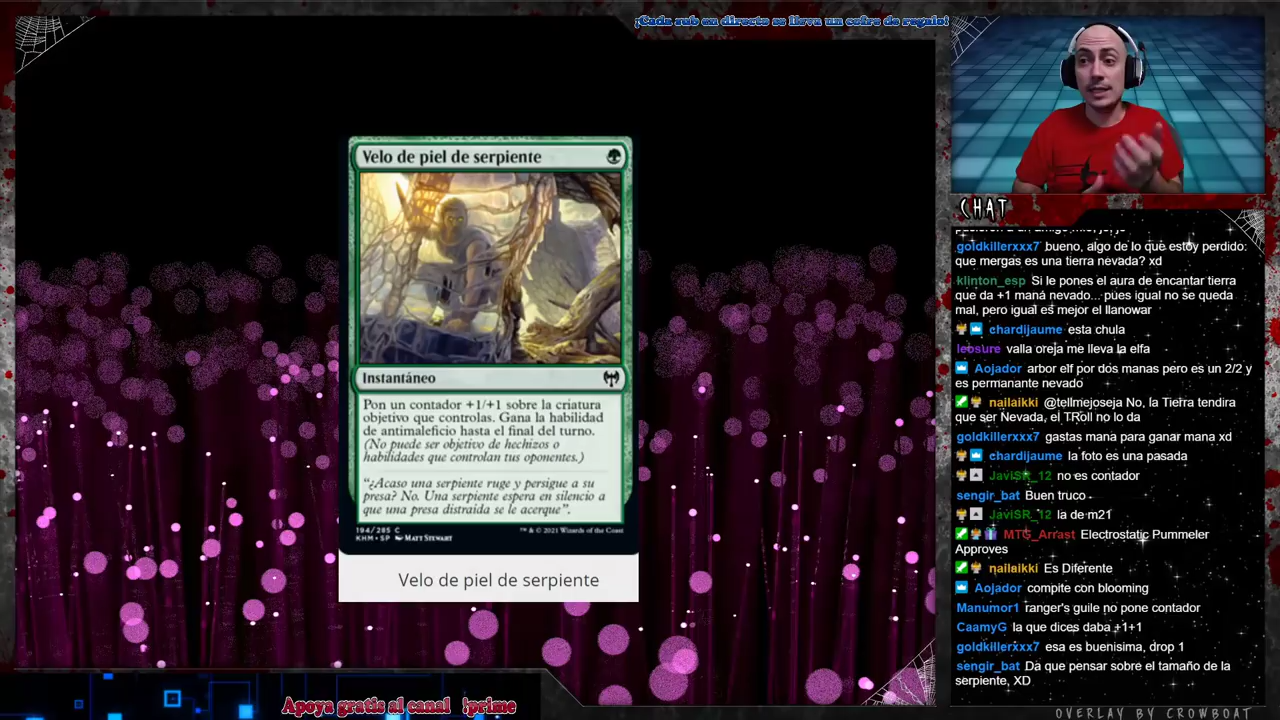 ¡Cada sub en directo se lleva un cofre de regalo!
Velo de piel de serpiente
Instantáneo
Pon un contador +1/+1 sobre la criatura
objetivo que controlas. Gana la habilidad
de antimaleficio hasta el final del turno.
(No puede ser objetivo de hechizos o
habilidades que controlan tus oponentes.)
"¿Acaso una serpiente ruge y persigue a su
presa? No. Una serpiente espera en silencio a
que una presa distraída se le acerque".
194/285 C
KHM • SP MATT STEWART
™ & © 2021 Wizards of the Coast
Velo de piel de serpiente
Apoya gratis al canal !prime
CHAT
goldkillerxxx7 bueno, algo de lo que estoy perdido:
que mergas es una tierra nevada? xd
klinton_esp Si le pones el aura de encantar tierra
que da +1 maná nevado... pues igual no se queda
mal, pero igual es mejor el llanowar
chardijaume esta chula
leosure valla oreja me lleva la elfa
Aojador arbor elf por dos manas pero es un 2/2 y
es permanante nevado
nailaikki @tellmejoseja No, la Tierra tendira
que ser Nevada, el TRoll no lo da
goldkillerxxx7 gastas mana para ganar mana xd
chardijaume la foto es una pasada
JaviSR_12 no es contador
sengir_bat Buen truco
JaviSR_12 la de m21
MTG_Arrast Electrostatic Pummeler
Approves
nailaikki Es Diferente
Aojador compite con blooming
Manumor1 ranger's guile no pone contador
CaamyG la que dices daba +1+1
goldkillerxxx7 esa es buenisima, drop 1
sengir_bat Da que pensar sobre el tamaño de la
serpiente, XD
OVERLAY BY CROWBOAT